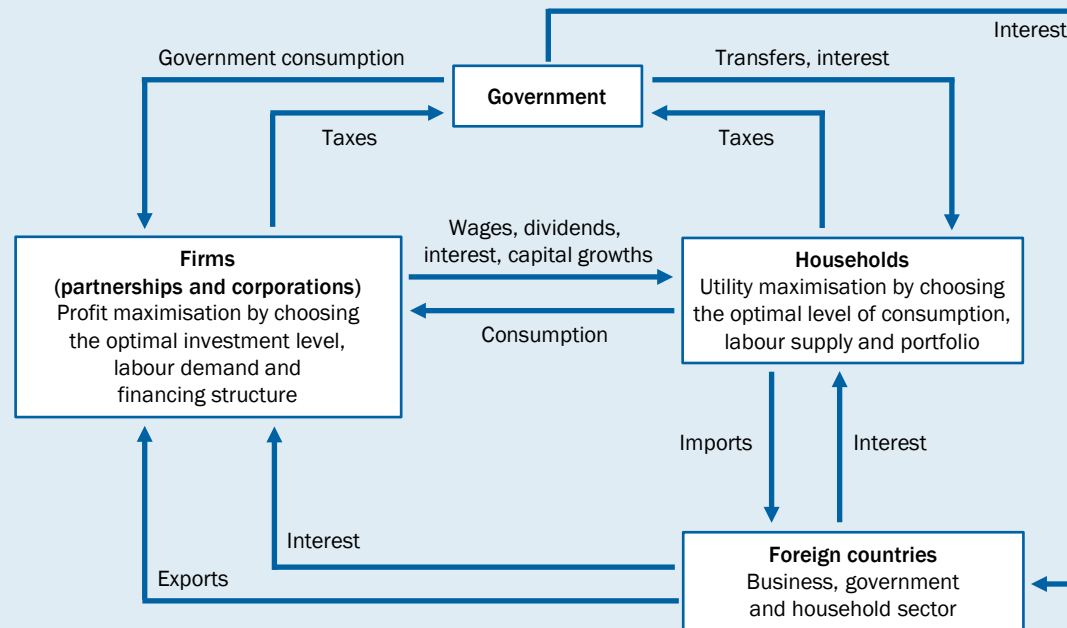 Interest
Government consumption
Transfers, interest
Government
Taxes
Taxes
Wages, dividends,
interest, capital growths
Firms
(partnerships and corporations)
Profit maximisation by choosing
the optimal investment level,
labour demand and
financing structure
Households
Utility maximisation by choosing
the optimal level of consumption,
labour supply and portfolio
Consumption
Imports
Interest
Interest
Exports
Foreign countries
Business, government
and household sector